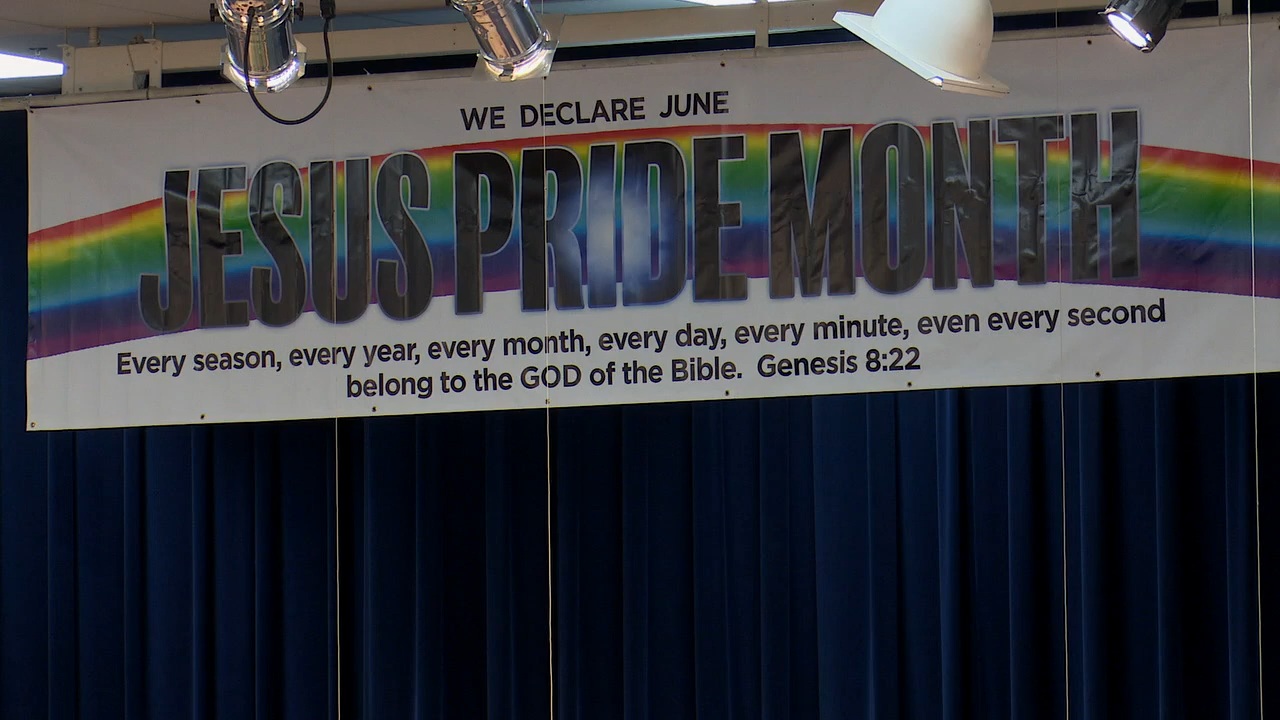 WE DECLARE JUNE
JESUS PRIDE MONTH
Every season, every year, every month, every day, every minute, even every second
belong to the GOD of the Bible. Genesis 8:22